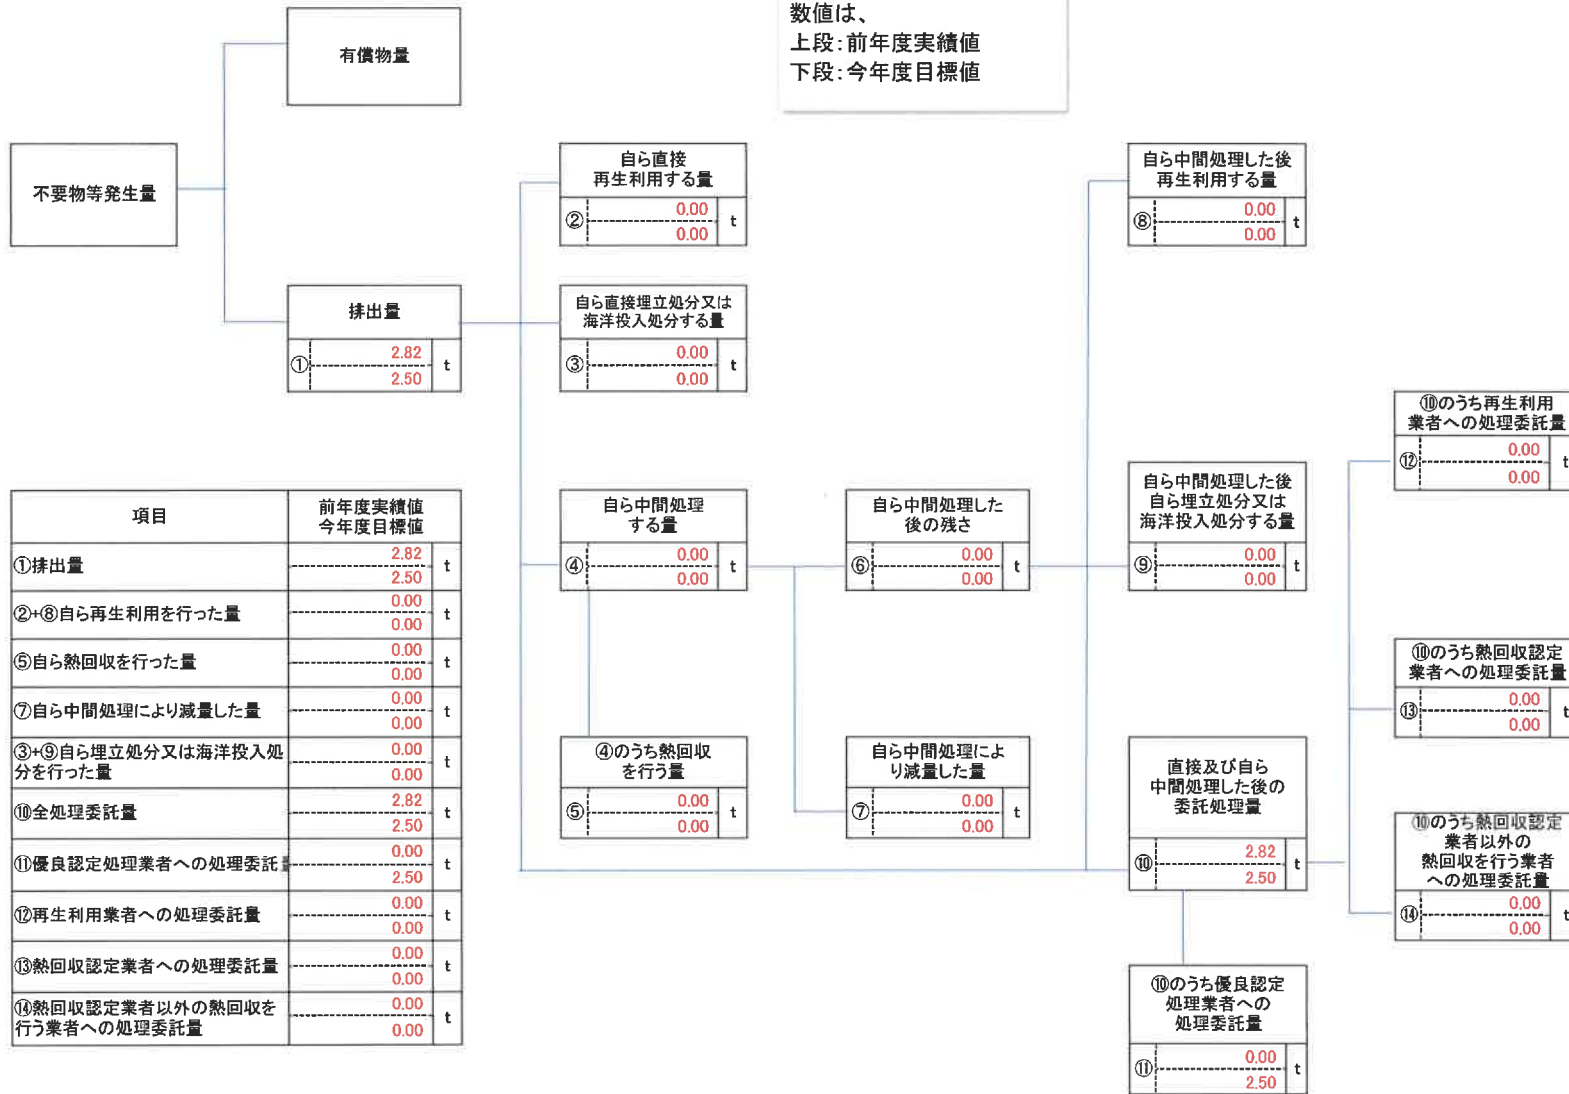 数値は、
上段:前年度実績値
下段:今年度目標値
有償物量
不要物等発生量
排出量
① 2.82 t
2.50
自ら直接
再生利用する量
② 0.00 t
0.00
自ら直接埋立処分又は
海洋投入処分する量
③ 0.00 t
0.00
自ら中間処理した後
再生利用する量
⑧ 0.00 t
0.00
自ら中間処理
する量
④ 0.00 t
0.00
自ら中間処理した
後の残さ
⑥ 0.00 t
0.00
自ら中間処理した後
自ら埋立処分又は
海洋投入処分する量
⑨ 0.00 t
0.00
④のうち熱回収
を行う量
⑤ 0.00 t
0.00
自ら中間処理によ
り減量した量
⑦ 0.00 t
0.00
直接及び自ら
中間処理した後の
委託処理量
⑩ 2.82 t
2.50
⑩のうち優良認定
処理業者への
処理委託量
⑪ 0.00 t
2.50
⑩のうち再生利用
業者への処理委託量
⑫ 0.00 t
0.00
⑩のうち熱回収認定
業者への処理委託量
⑬ 0.00 t
0.00
⑩のうち熱回収認定
業者以外の
熱回収を行う業者
への処理委託量
⑭ 0.00 t
0.00
項目 前年度実績値
今年度目標値
①排出量 2.82 t
2.50
②+⑧自ら再生利用を行った量 0.00 t
0.00
⑤自ら熱回収を行った量 0.00 t
0.00
⑦自ら中間処理により減量した量 0.00 t
0.00
③+⑨自ら埋立処分又は海洋投入処
分を行った量 0.00 t
0.00
⑩全処理委託量 2.82 t
2.50
⑪優良認定処理業者への処理委託量 0.00 t
2.50
⑫再生利用業者への処理委託量 0.00 t
0.00
⑬熱回収認定業者への処理委託量 0.00 t
0.00
⑭熱回収認定業者以外の熱回収を
行う業者への処理委託量 0.00 t
0.00